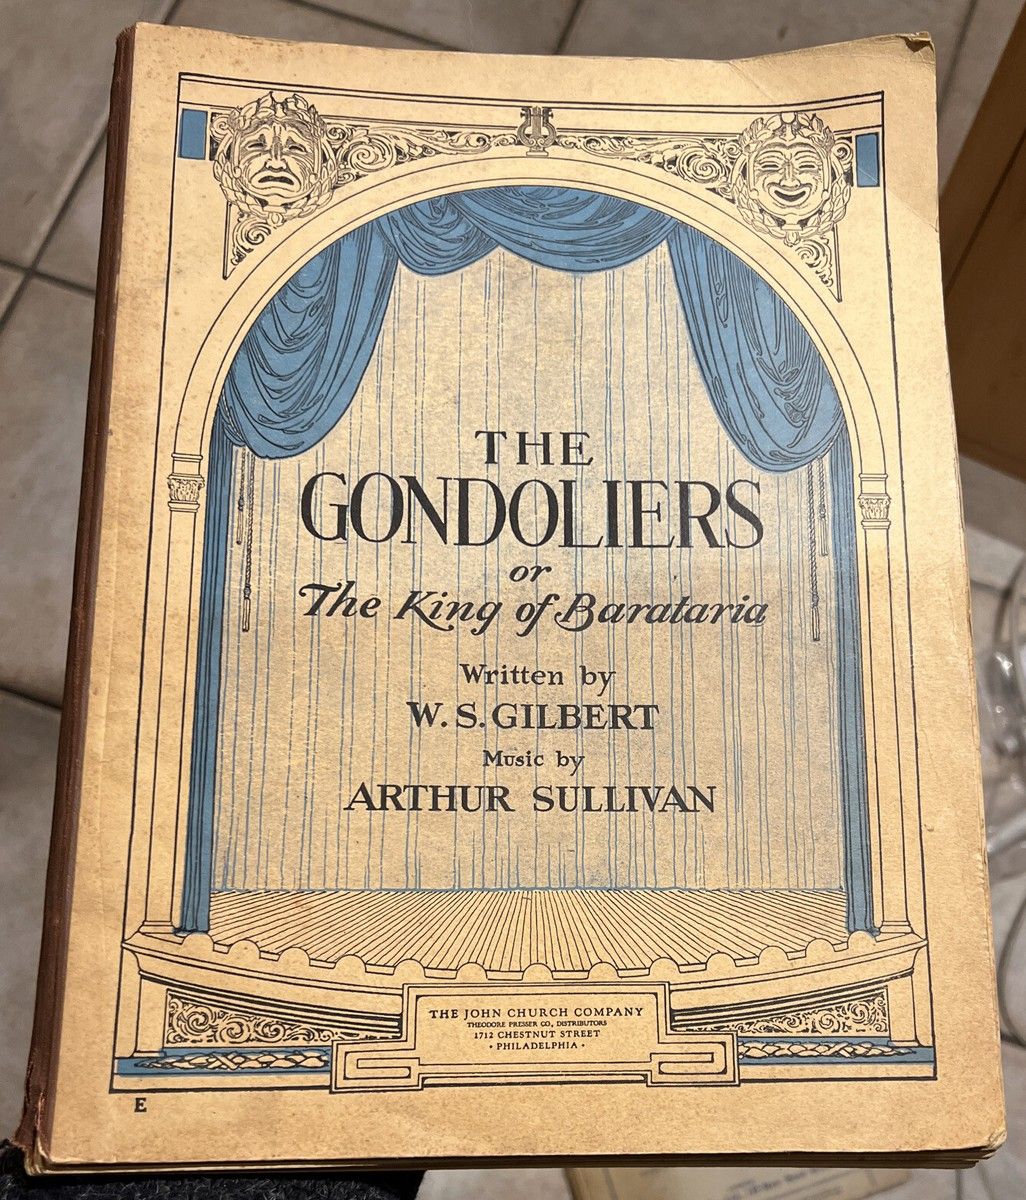 THE
GONDOLIERS
or
The King of Barataria
Written by
W. S. GILBERT
Music by
ARTHUR SULLIVAN
THE JOHN CHURCH COMPANY
THEODORE PRESSER CO., DISTRIBUTORS
1712 CHESTNUT STREET
• PHILADELPHIA •
E